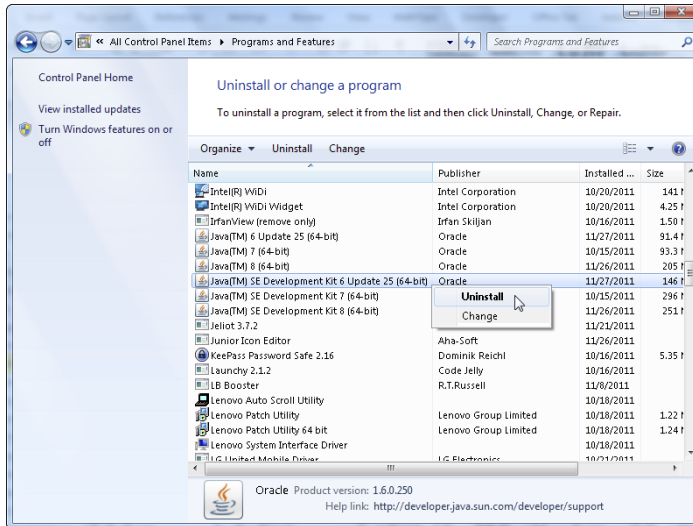 « All Control Panel Items ▸ Programs and Features
Search Programs and Features
Control Panel Home
View installed updates
Turn Windows features on or
off
Uninstall or change a program
To uninstall a program, select it from the list and then click Uninstall, Change, or Repair.
Organize Uninstall Change
Name Publisher Installed ... Size
Intel(R) WiDi Intel Corporation 10/20/2011 141
Intel(R) WiDi Widget Intel Corporation 10/20/2011 4.25
IrfanView (remove only) Irfan Skiljan 10/16/2011 1.50
Java(TM) 6 Update 25 (64-bit) Oracle 11/27/2011 91.4
Java(TM) 7 (64-bit) Oracle 10/15/2011 93.3
Java(TM) 8 (64-bit) Oracle 11/26/2011 205
Java(TM) SE Development Kit 6 Update 25 (64-bit) Oracle 11/27/2011 146
Java(TM) SE Development Kit 7 (64-bit) 10/15/2011 296
Java(TM) SE Development Kit 8 (64-bit) 11/26/2011 251
Uninstall
Change
Jeliot 3.7.2 11/21/2011
Junior Icon Editor Aha-Soft 11/26/2011
KeePass Password Safe 2.16 Dominik Reichl 10/16/2011 5.35
Launchy 2.1.2 Code Jelly 10/16/2011
LB Booster R.T.Russell 11/8/2011
Lenovo Auto Scroll Utility 10/18/2011
Lenovo Patch Utility Lenovo Group Limited 10/18/2011 1.22
Lenovo Patch Utility 64 bit Lenovo Group Limited 10/18/2011 1.24
Lenovo System Interface Driver 10/18/2011
LG United Mobile Driver LG Electronics 10/21/2011
Oracle Product version: 1.6.0.250
Help link: http://developer.java.sun.com/developer/support